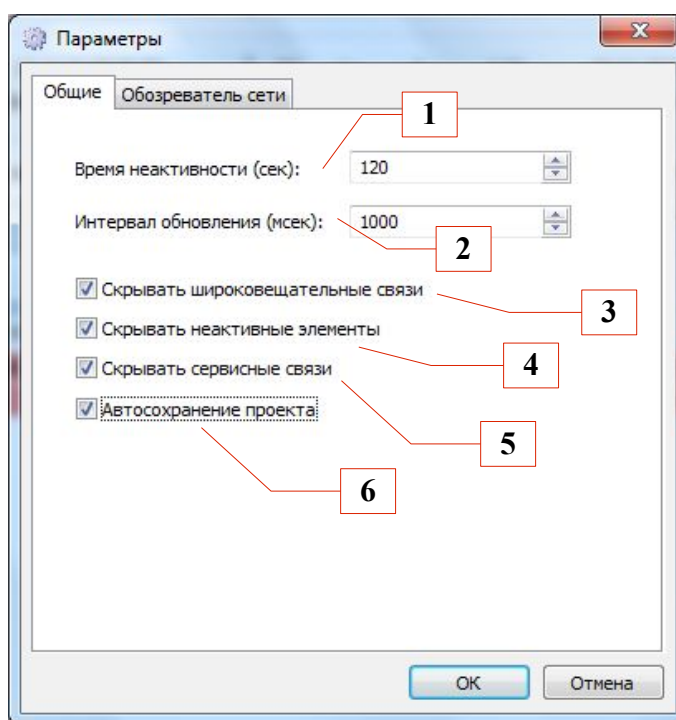 Параметры
Общие Обозреватель сети
1
Время неактивности (сек): 120
Интервал обновления (мсек): 1000
2
Скрывать широковещательные связи
3
Скрывать неактивные элементы
4
Скрывать сервисные связи
5
Автосохранение проекта
6
OK Отмена